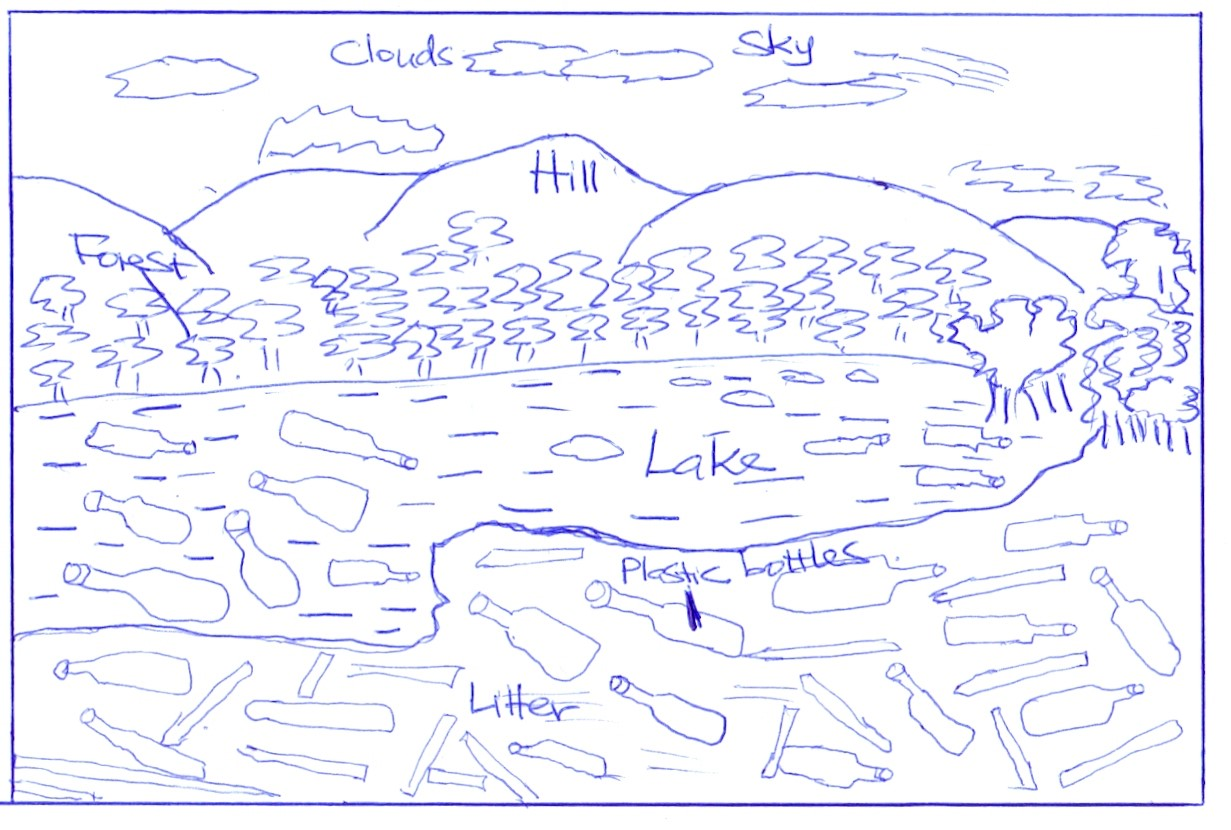 Clouds
Sky
Hill
Forest
Lake
Plastic bottles.
Litter